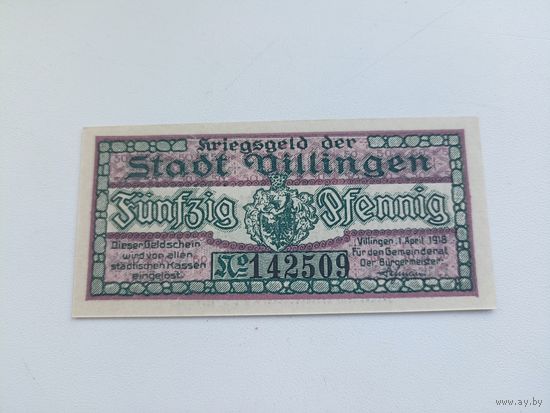 Kriegsgeld der
Stadt Villingen
Fünfzig Pfennig
Dieser Geldschein
wird von allen
städtischen Kassen
eingelöst.
No 142509
Villingen, 1. April 1918
Für den Gemeinderat
Der Bürgermeister:
www.ay.by